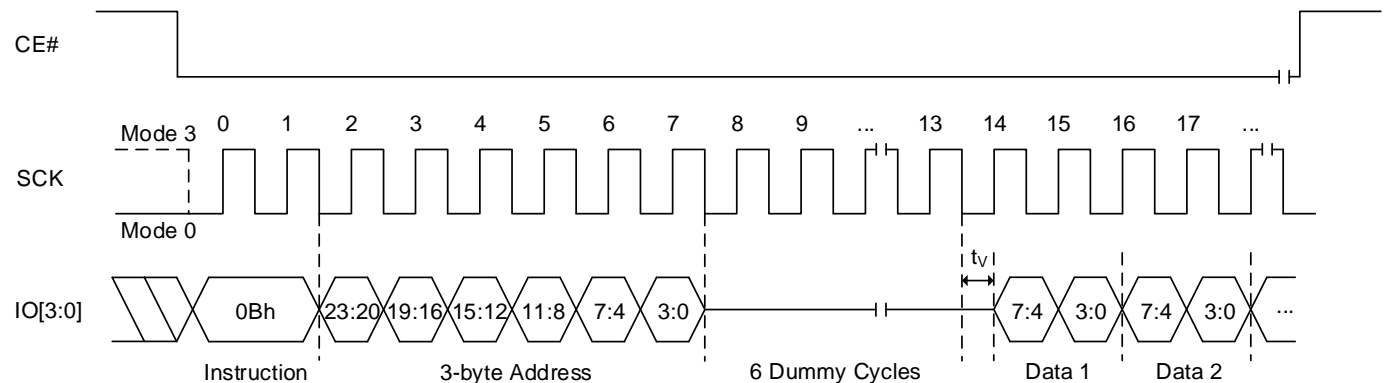 CE#
0 1 2 3 4 5 6 7 8 9 ... 13 14 15 16 17 ...
Mode 3
SCK
Mode 0
tV
IO[3:0] 0Bh 23:20 19:16 15:12 11:8 7:4 3:0 7:4 3:0 7:4 3:0 ...
Instruction 3-byte Address 6 Dummy Cycles Data 1 Data 2